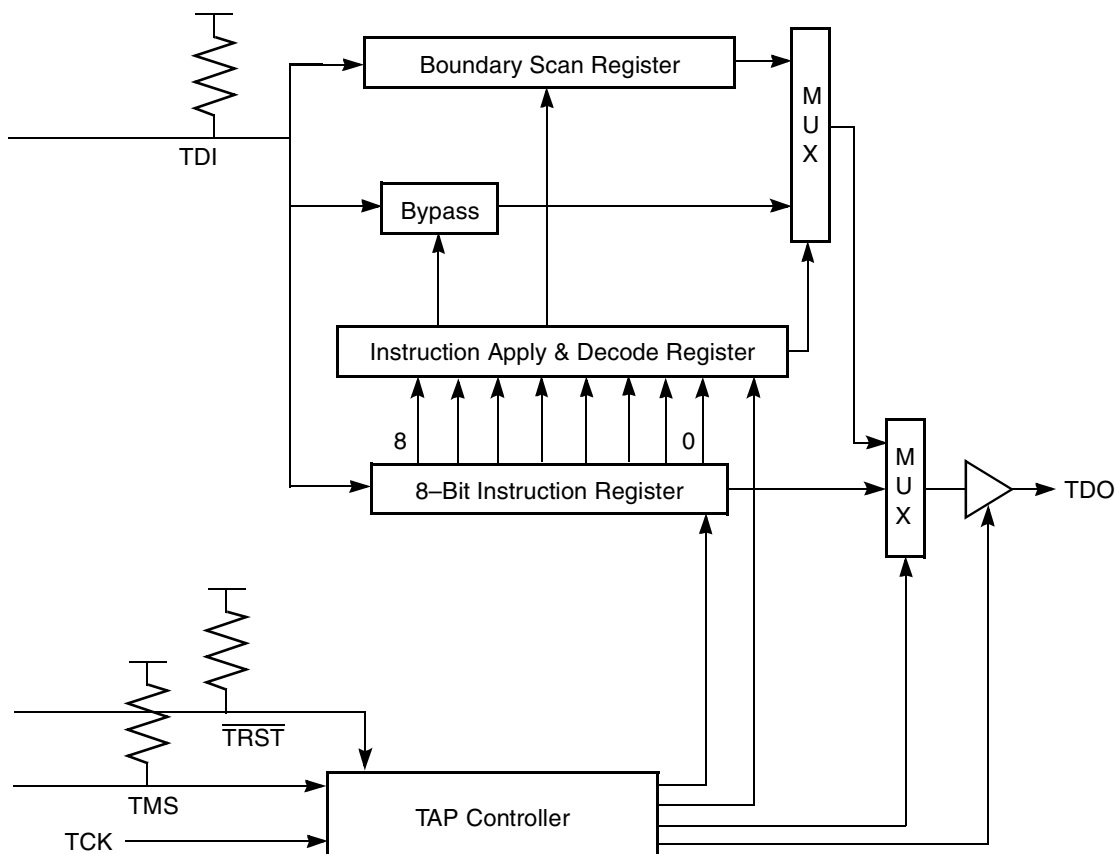 Boundary Scan Register
M
U
X
TDI
Bypass
Instruction Apply & Decode Register
8
0
8–Bit Instruction Register
M
U
X
TDO
TRST
TMS
TCK
TAP Controller